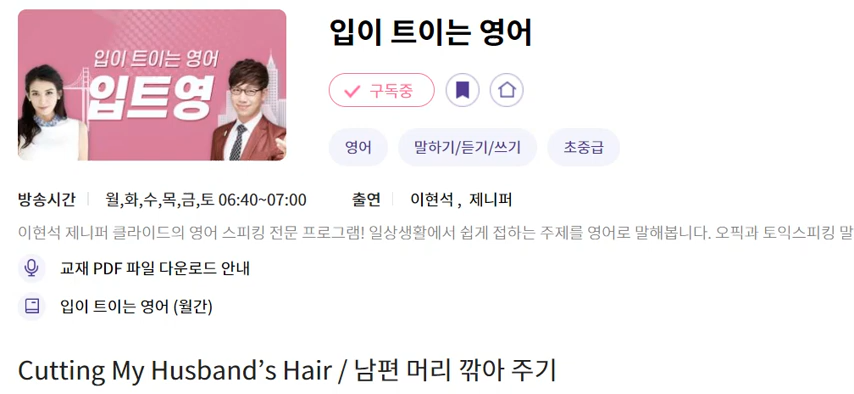 입이 트이는 영어
입트영
입이 트이는 영어
구독중
영어
말하기/듣기/쓰기
초중급
방송시간 월,화,수,목,금,토 06:40~07:00 출연 이현석 , 제니퍼
이현석 제니퍼 클라이드의 영어 스피킹 전문 프로그램! 일상생활에서 쉽게 접하는 주제를 영어로 말해봅니다. 오픽과 토익스피킹 말
교재 PDF 파일 다운로드 안내
입이 트이는 영어 (월간)
Cutting My Husband’s Hair / 남편 머리 깎아 주기